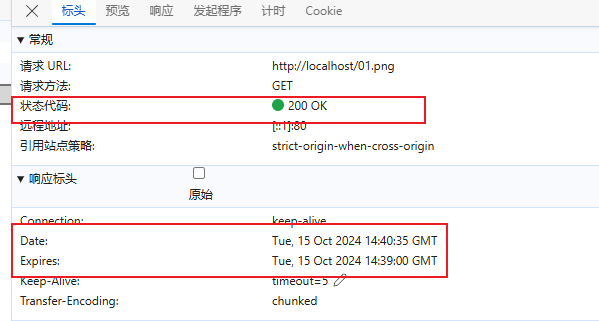 标头 预览 响应 发起程序 计时 Cookie
▼ 常规
请求 URL: http://localhost/01.png
请求方法: GET
状态代码: 200 OK
远程地址: [::1]:80
引用站点策略: strict-origin-when-cross-origin
▼ 响应标头
原始
Connection: keep-alive
Date: Tue, 15 Oct 2024 14:40:35 GMT
Expires: Tue, 15 Oct 2024 14:39:00 GMT
Keep-Alive: timeout=5
Transfer-Encoding: chunked